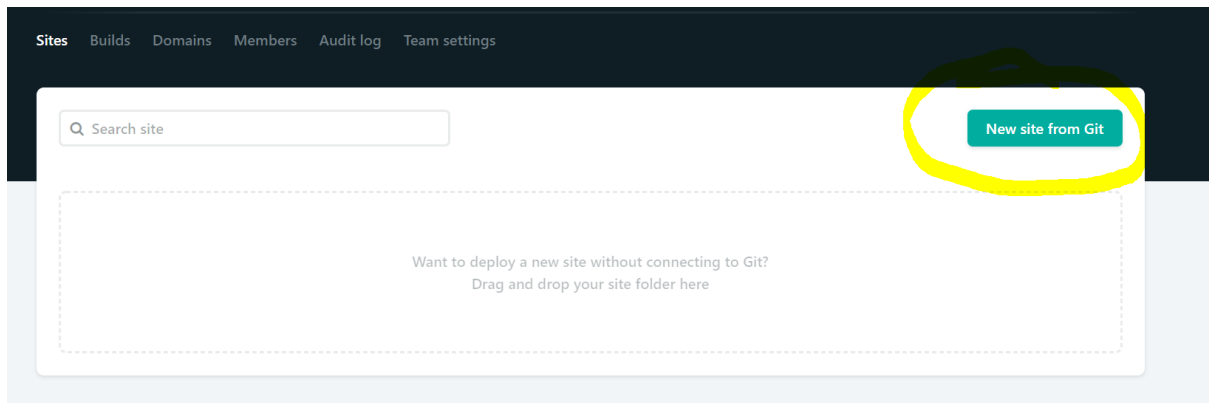 Sites Builds Domains Members Audit log Team settings
Search site
New site from Git
Want to deploy a new site without connecting to Git?
Drag and drop your site folder here